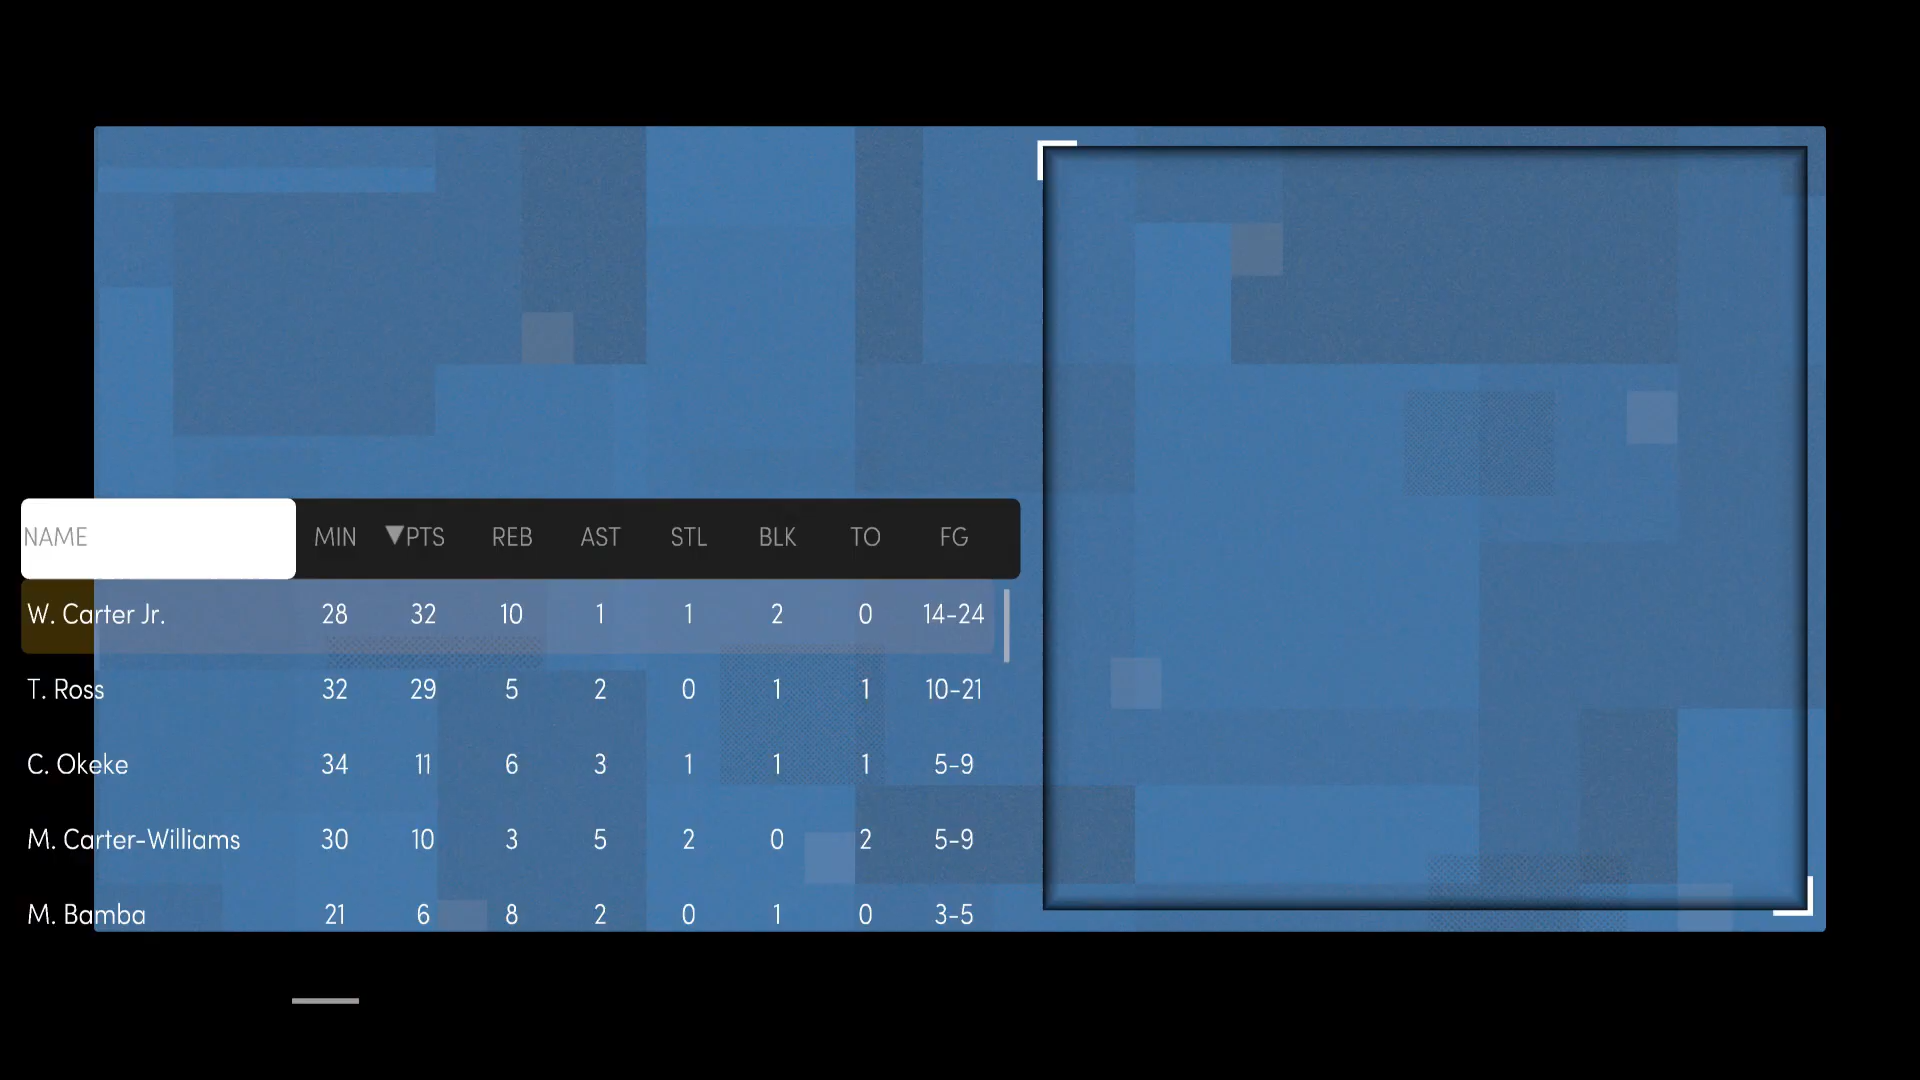 NAME MIN ▼PTS REB AST STL BLK TO FG
W. Carter Jr. 28 32 10 1 1 2 0 14-24
T. Ross 32 29 5 2 0 1 1 10-21
C. Okeke 34 11 6 3 1 1 1 5-9
M. Carter-Williams 30 10 3 5 2 0 2 5-9
M. Bamba 21 6 8 2 0 1 0 3-5